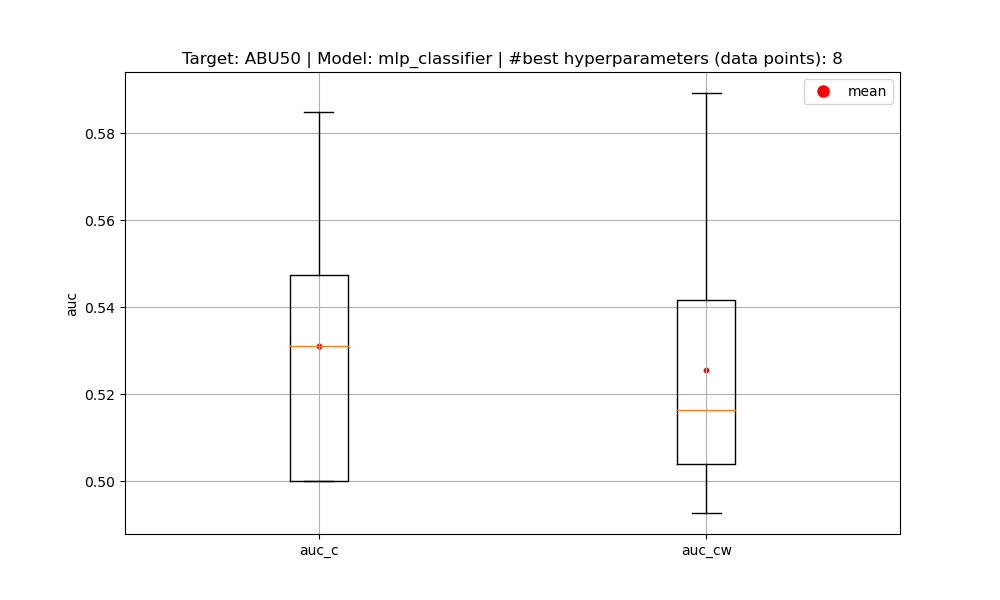 Target: ABU50 | Model: mlp_classifier | #best hyperparameters (data points): 8
mean
0.58
0.56
0.54
0.52
0.50
auc
auc_c
auc_cw